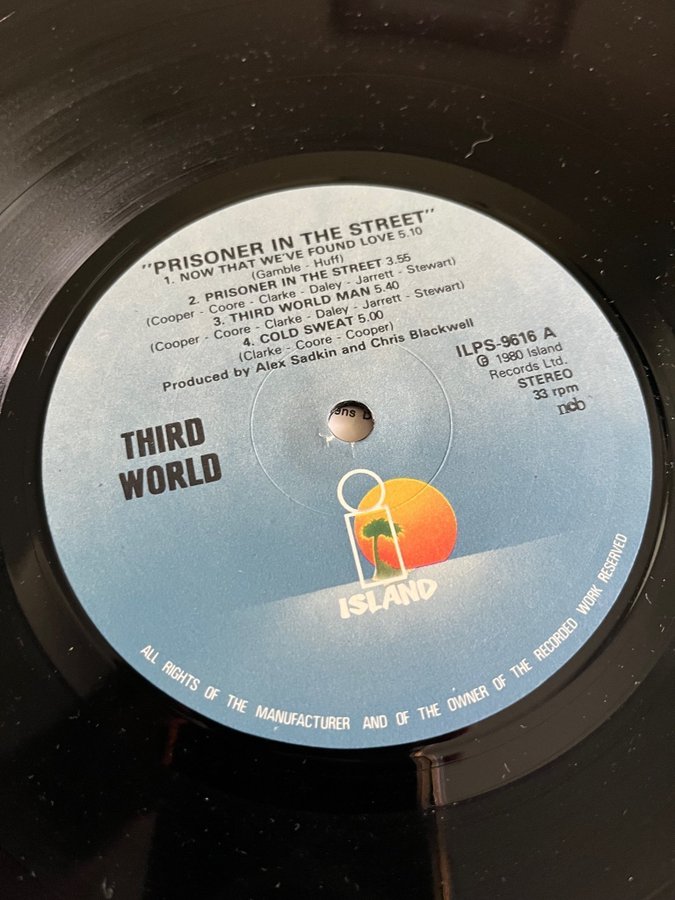 "PRISONER IN THE STREET"
1. NOW THAT WE'VE FOUND LOVE 5.10
(Gamble - Huff)
2. PRISONER IN THE STREET 3.55
(Cooper - Coore - Clarke - Daley - Jarrett - Stewart)
3. THIRD WORLD MAN 5.40
(Cooper - Coore - Clarke - Daley - Jarrett - Stewart)
4. COLD SWEAT 5.00
(Clarke - Coore - Cooper)
Produced by Alex Sadkin and Chris Blackwell
ILPS-9616 A
Ⓟ 1980 Island
Records Ltd.
STEREO
33 rpm
ncb
THIRD
WORLD
ISLAND
ALL RIGHTS OF THE MANUFACTURER AND OF THE OWNER OF THE RECORDED WORK RESERVED